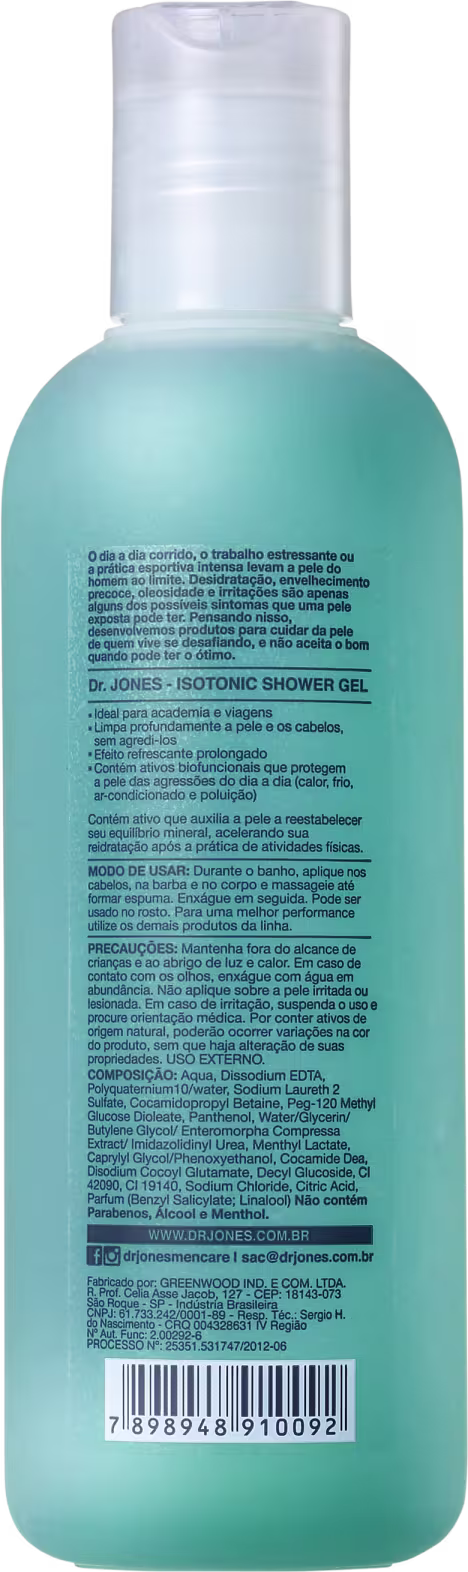 O dia a dia corrido, o trabalho estressante ou
a prática esportiva intensa levam a pele do
homem ao limite. Desidratação, envelhecimento
precoce, oleosidade e irritações são apenas
alguns dos possíveis sintomas que uma pele
exposta pode ter. Pensando nisso,
desenvolvemos produtos para cuidar da pele
de quem vive se desafiando, e não aceita o bom
quando pode ter o ótimo.
Dr. JONES - ISOTONIC SHOWER GEL
• Ideal para academia e viagens
• Limpa profundamente a pele e os cabelos,
sem agredi-los
• Efeito refrescante prolongado
• Contém ativos biofuncionais que protegem
a pele das agressões do dia a dia (calor, frio,
ar-condicionado e poluição)
Contém ativo que auxilia a pele a reestabelecer
seu equilíbrio mineral, acelerando sua
reidratação após a prática de atividades físicas.
MODO DE USAR: Durante o banho, aplique nos
cabelos, na barba e no corpo e massageie até
formar espuma. Enxágue em seguida. Pode ser
usado no rosto. Para uma melhor performance
utilize os demais produtos da linha.
PRECAUÇÕES: Mantenha fora do alcance de
crianças e ao abrigo de luz e calor. Em caso de
contato com os olhos, enxágue com água em
abundância. Não aplique sobre a pele irritada ou
lesionada. Em caso de irritação, suspenda o uso e
procure orientação médica. Por conter ativos de
origem natural, poderão ocorrer variações na cor
do produto, sem que haja alteração de suas
propriedades. USO EXTERNO.
COMPOSIÇÃO: Aqua, Dissodium EDTA,
Polyquaternium10/water, Sodium Laureth 2
Sulfate, Cocamidopropyl Betaine, Peg-120 Methyl
Glucose Dioleate, Panthenol, Water/Glycerin/
Butylene Glycol/ Enteromorpha Compressa
Extract/ Imidazolidinyl Urea, Menthyl Lactate,
Caprylyl Glycol/Phenoxyethanol, Cocamide Dea,
Disodium Cocoyl Glutamate, Decyl Glucoside, CI
42090, CI 19140, Sodium Chloride, Citric Acid,
Parfum (Benzyl Salicylate; Linalool) Não contém
Parabenos, Álcool e Menthol.
WWW.DRJONES.COM.BR
drjonesmencare I sac@drjones.com.br
Fabricado por: GREENWOOD IND. E COM. LTDA.
R. Prof. Celia Asse Jacob, 127 - CEP: 18143-073
São Roque - SP - Indústria Brasileira
CNPJ: 61.733.242/0001-89 - Resp. Téc.: Sergio H.
do Nascimento - CRQ 004328631 IV Região
Nº Aut. Func: 2.00292-6
PROCESSO Nº: 25351.531747/2012-06
7 898948 910092